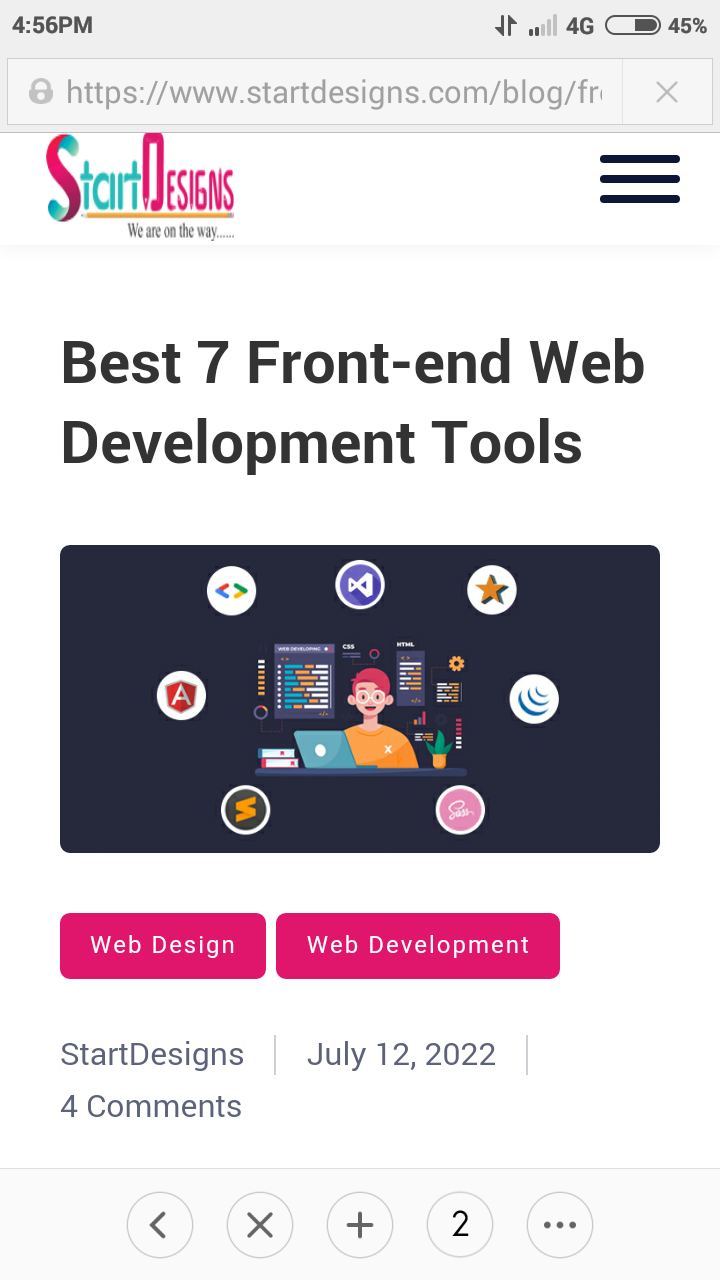 4:56PM 4G 45%
https://www.startdesigns.com/blog/fr
StartDesigns
We are on the way......
Best 7 Front-end Web
Development Tools
WEB DEVELOPING
CSS
HTML
Sass
Web Design Web Development
StartDesigns July 12, 2022
4 Comments
2